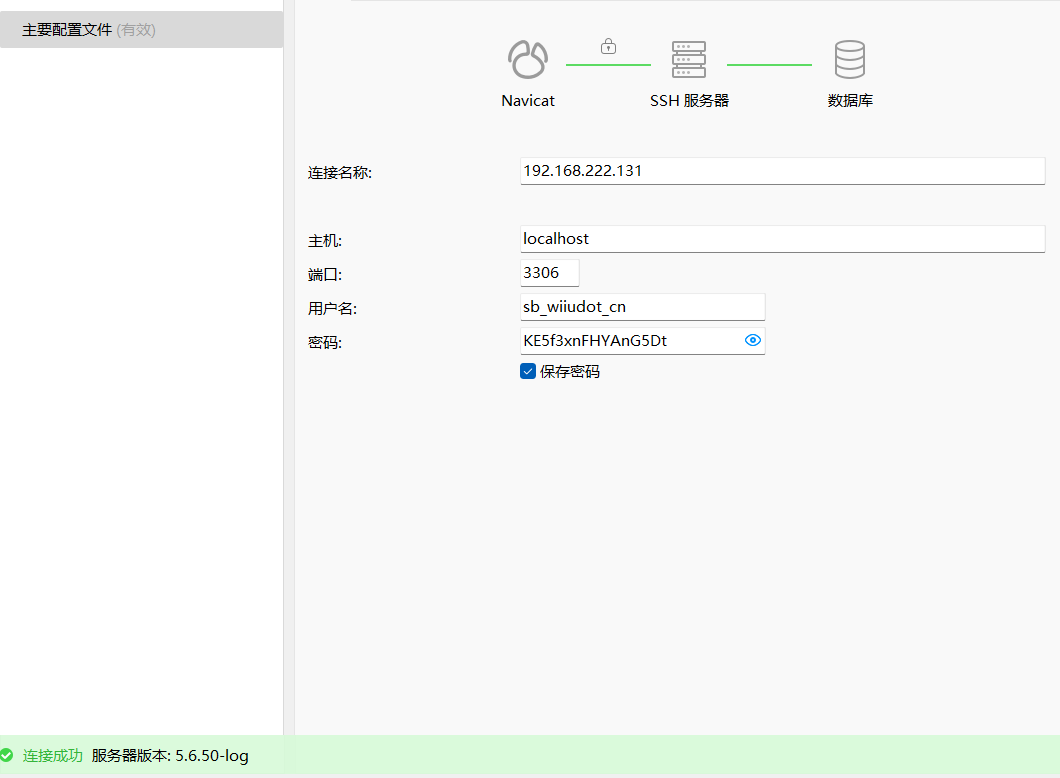 主要配置文件 (有效)
Navicat
SSH 服务器
数据库
连接名称:
192.168.222.131
主机:
localhost
端口:
3306
用户名:
sb_wiiudot_cn
密码:
KE5f3xnFHYAnG5Dt
保存密码
连接成功 服务器版本: 5.6.50-log